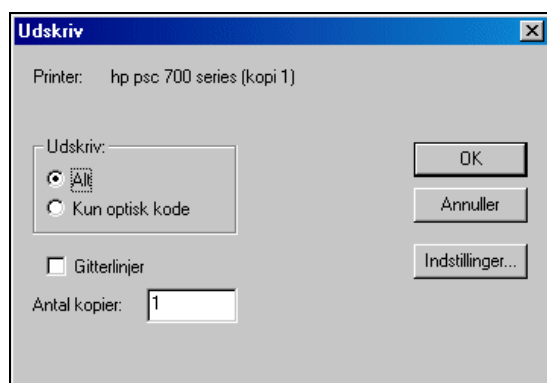 Udskriv
Printer: hp psc 700 series (kopi 1)
Udskriv:
Alt
Kun optisk kode
Gitterlinjer
Antal kopier: 1
OK
Annuller
Indstillinger...